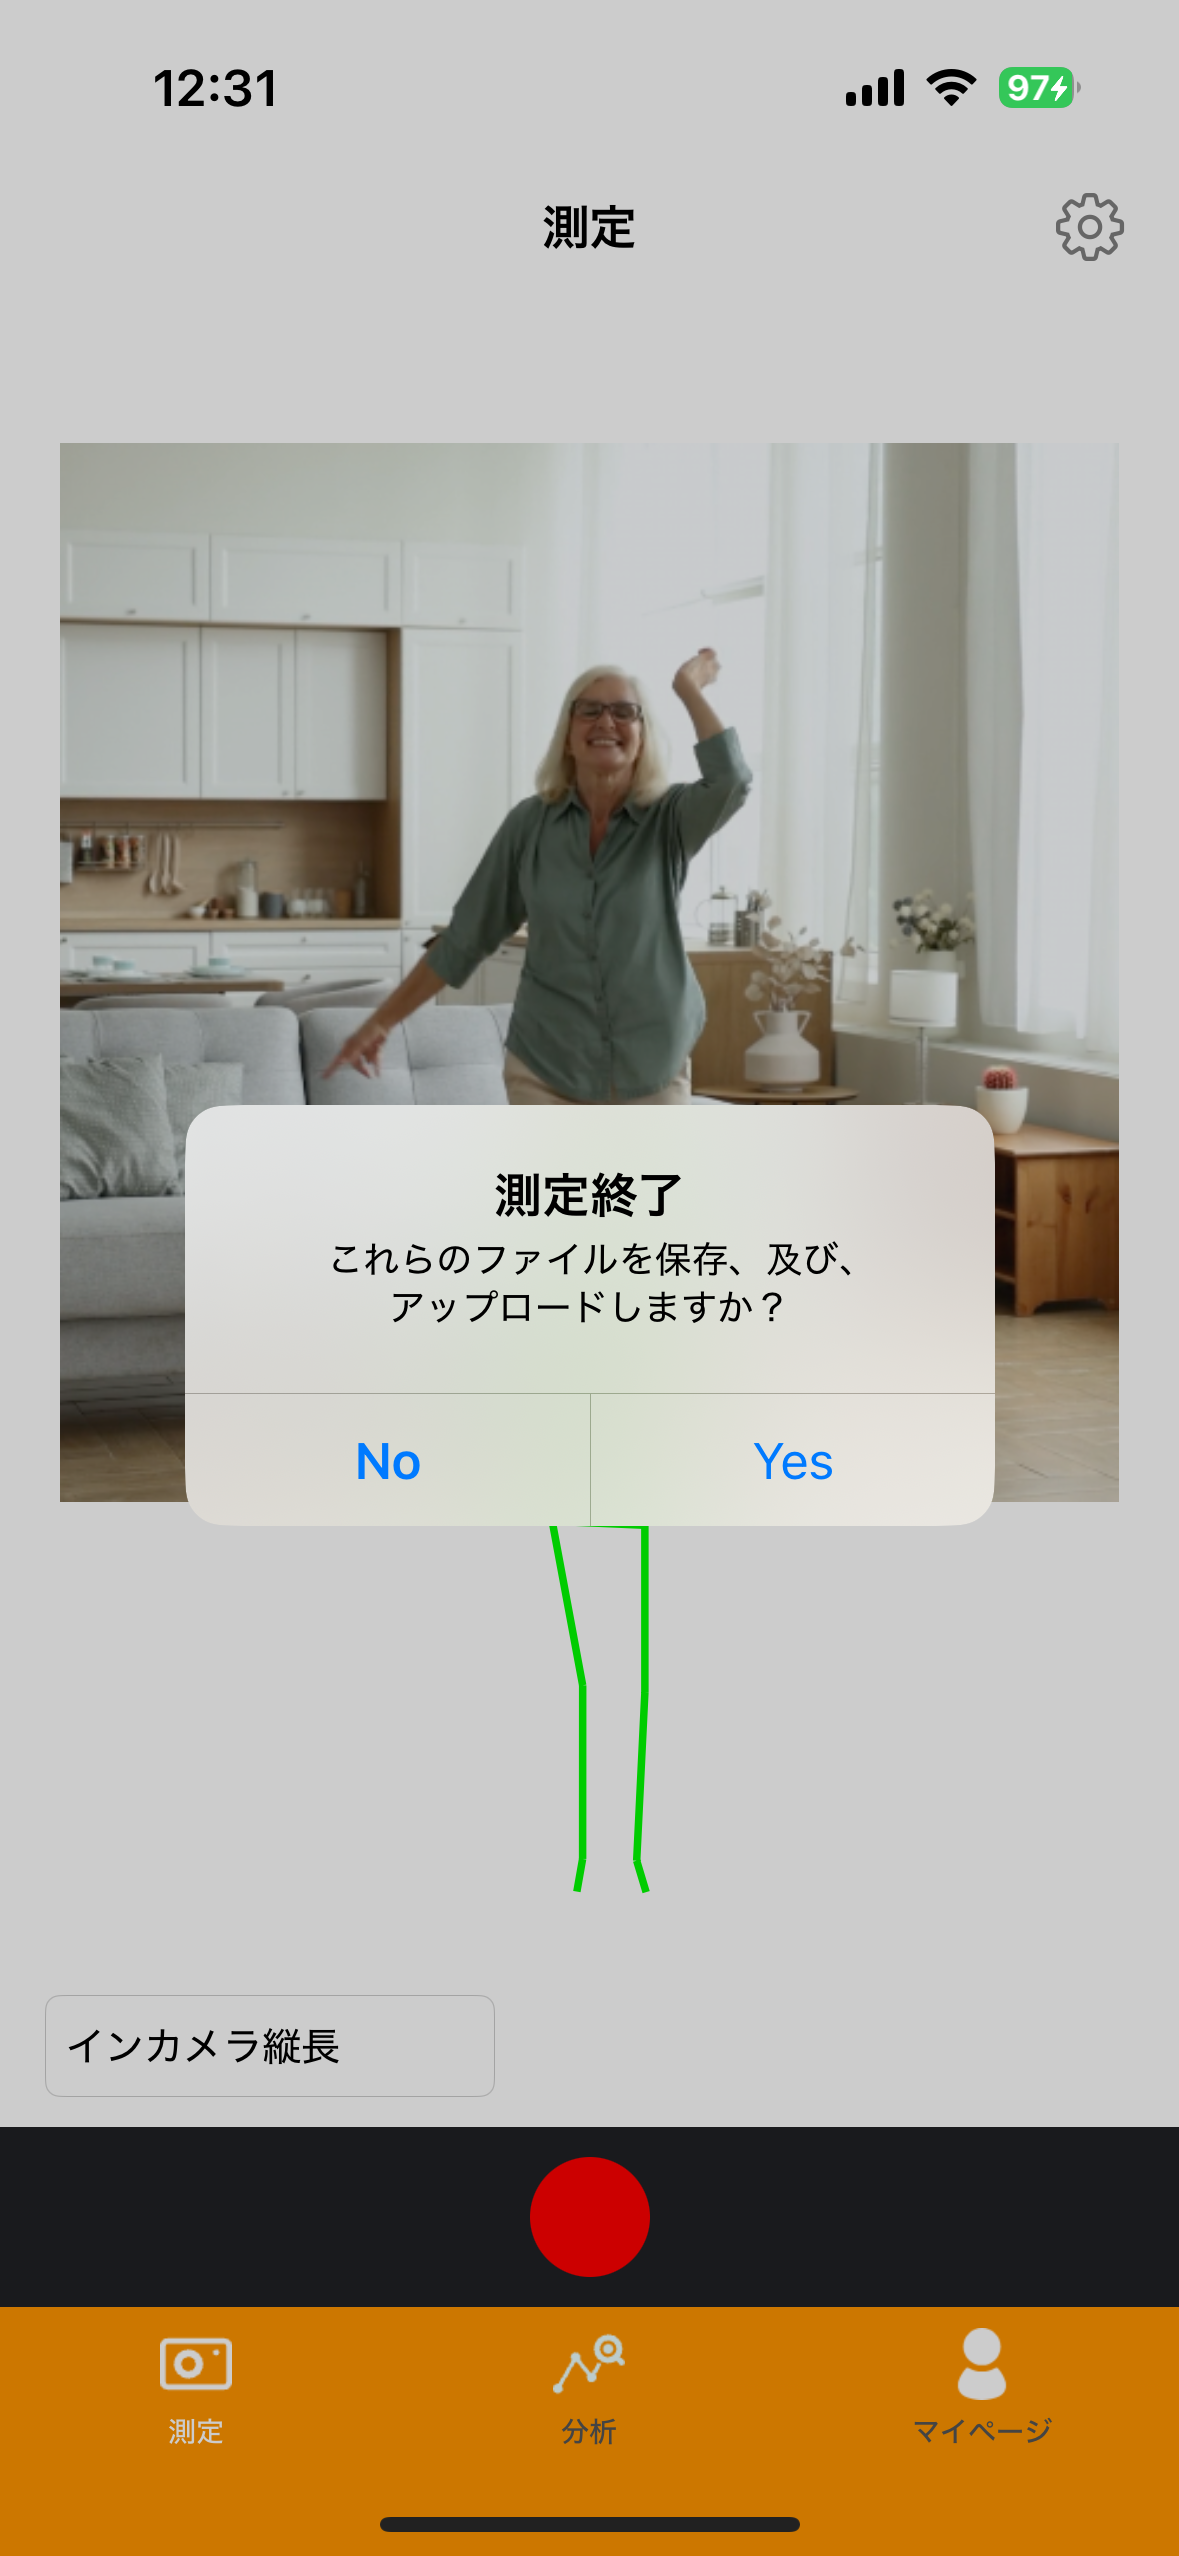 12:31
97
測定
測定終了
これらのファイルを保存、及び、
アップロードしますか？
No
Yes
インカメラ縦長
測定
分析
マイページ